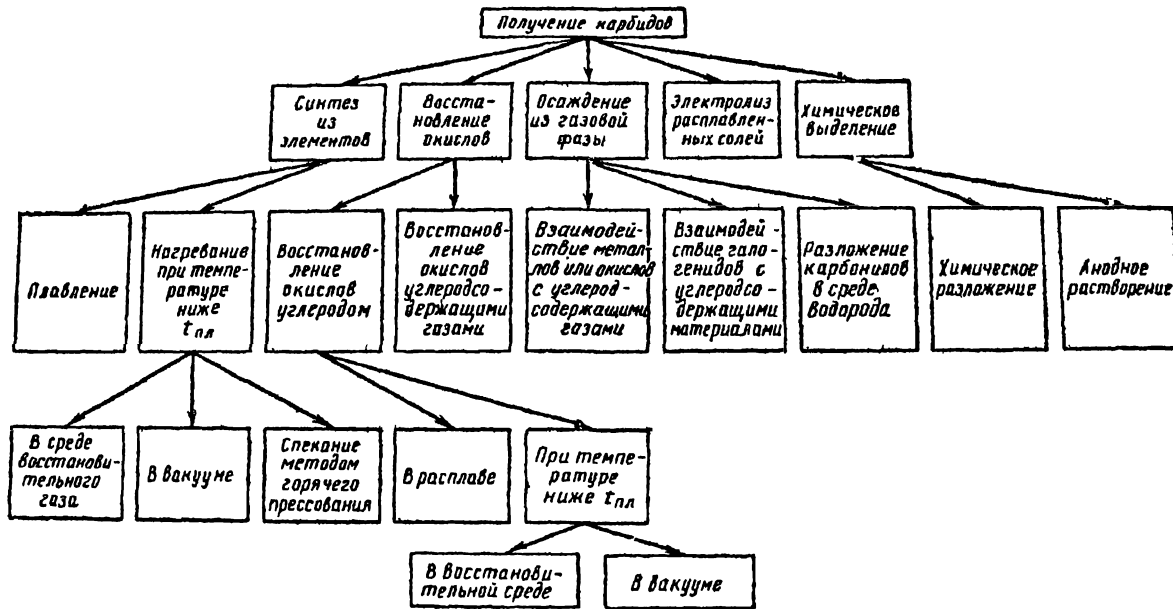 Получение карбидов
Синтез
из
элементов
Восста-
новление
окислов
Осаждение
из газовой
фазы
Электролиз
расплавлен-
ных солей
Химическое
выделение
Плавление
Нагревание
при темпе-
ратуре
ниже
tпл
Восстанов-
ление
окислов
углеродом
Восстанов-
ление
окислов
углеродсо-
держащими
газами
Взаимодей-
ствие метал-
лов или окислов
с углерод-
содержащими
газами
Взаимодей-
ствие гало-
генидов с
углеродсо-
держащими
материалами
Разложение
карбонилов
в среде
водорода
Химическое
разложение
Анодное
растворение
В среде
восстанови-
тельного
газа
В вакууме
Спекание
методом
горячего
прессования
В расплаве
При темпе-
ратуре
ниже tпл
В восстанови-
тельной среде
В вакууме